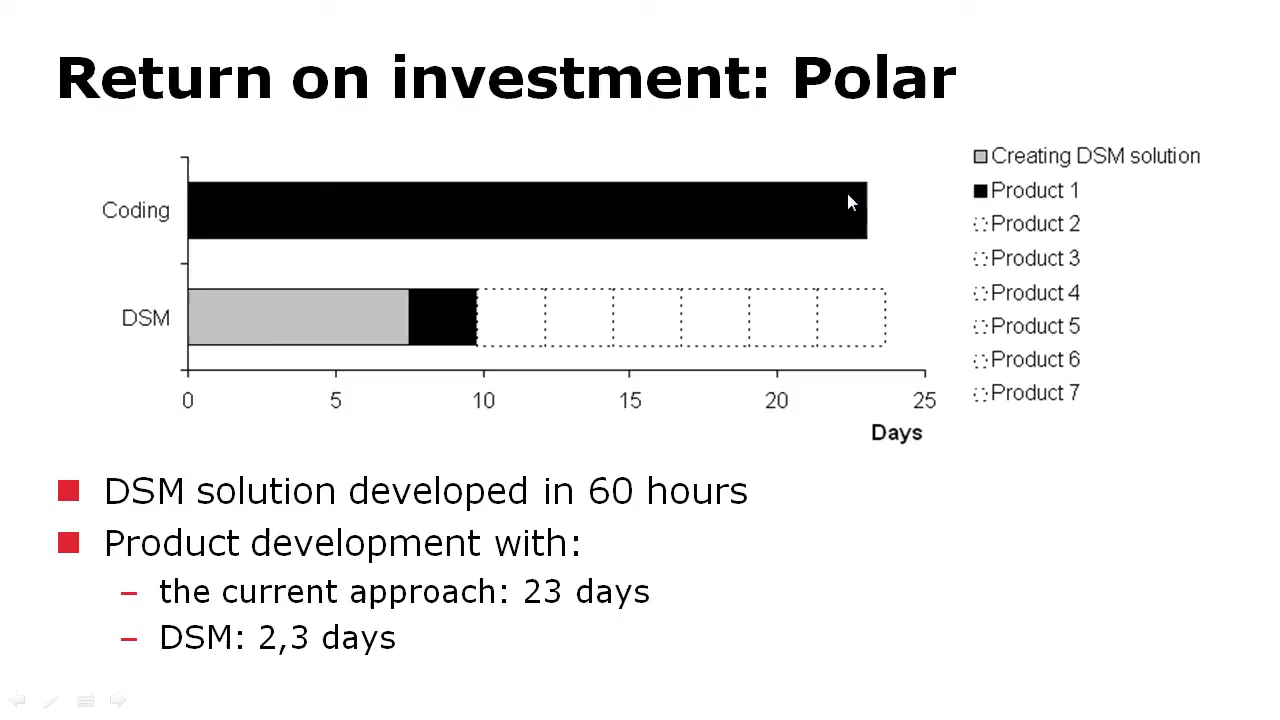 Return on investment: Polar
Coding
DSM
0 5 10 15 20 25
Days
Creating DSM solution
Product 1
Product 2
Product 3
Product 4
Product 5
Product 6
Product 7
DSM solution developed in 60 hours
Product development with:
– the current approach: 23 days
– DSM: 2,3 days